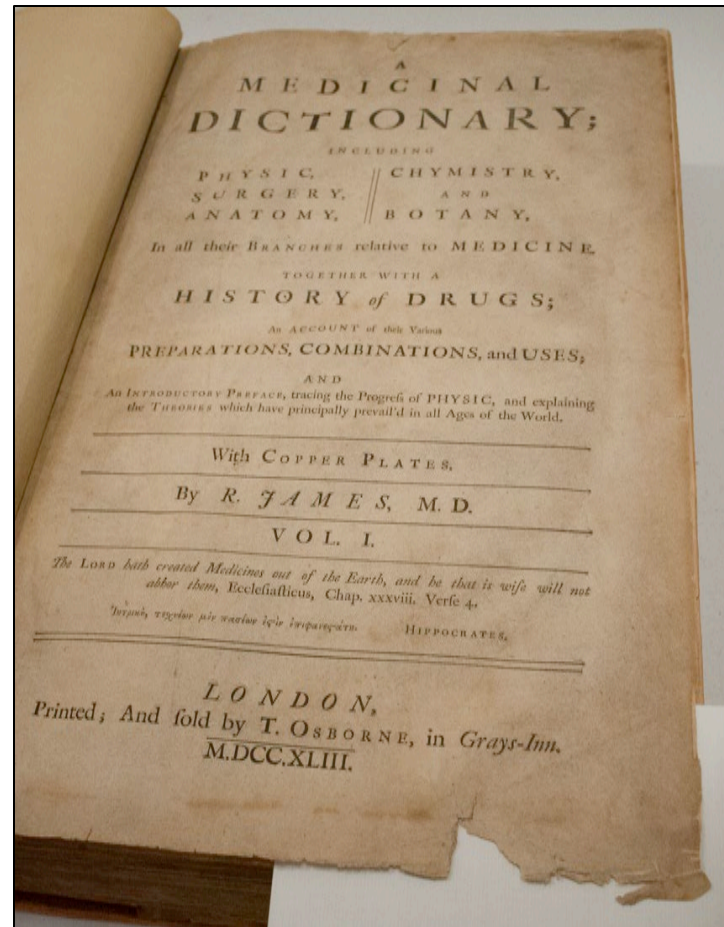 A
MEDICINAL
DICTIONARY;
INCLUDING
PHYSIC,
SURGERY,
ANATOMY,
CHYMISTRY,
AND
BOTANY,
In all their BRANCHES relative to MEDICINE.
TOGETHER WITH A
HISTORY of DRUGS;
An ACCOUNT of their Various
PREPARATIONS, COMBINATIONS, and USES;
AND
An INTRODUCTORY PREFACE, tracing the Progreſs of PHYSIC, and explaining
the THEORIES which have principally prevail'd in all Ages of the World.
With COPPER PLATES.
By R. JAMES, M. D.
VOL. I.
The LORD hath created Medicines out of the Earth, and he that is wiſe will not
abhor them, Eccleſiaſticus, Chap. xxxviii. Verſe 4.
HIPPOCRATES.
LONDON,
Printed; And ſold by T. OSBORNE, in Grays-Inn.
M.DCC.XLIII.